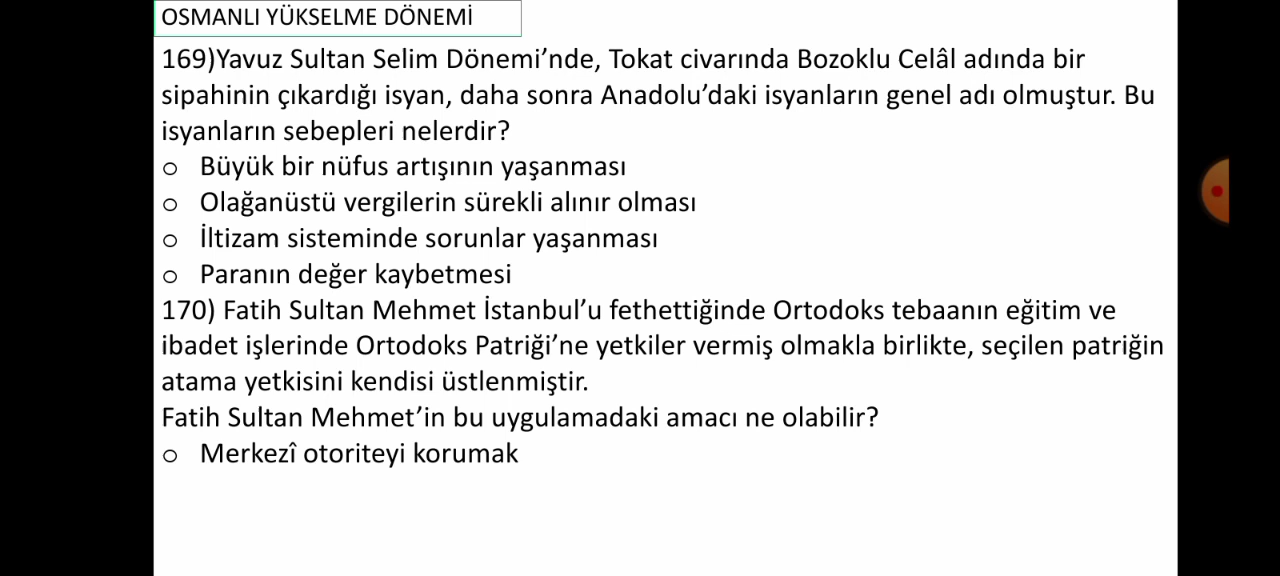 OSMANLI YÜKSELME DÖNEMİ
169)Yavuz Sultan Selim Dönemi’nde, Tokat civarında Bozoklu Celâl adında bir
sipahinin çıkardığı isyan, daha sonra Anadolu’daki isyanların genel adı olmuştur. Bu
isyanların sebepleri nelerdir?
o Büyük bir nüfus artışının yaşanması
o Olağanüstü vergilerin sürekli alınır olması
o İltizam sisteminde sorunlar yaşanması
o Paranın değer kaybetmesi
170) Fatih Sultan Mehmet İstanbul’u fethettiğinde Ortodoks tebaanın eğitim ve
ibadet işlerinde Ortodoks Patriği’ne yetkiler vermiş olmakla birlikte, seçilen patriğin
atama yetkisini kendisi üstlenmiştir.
Fatih Sultan Mehmet’in bu uygulamadaki amacı ne olabilir?
o Merkezî otoriteyi korumak